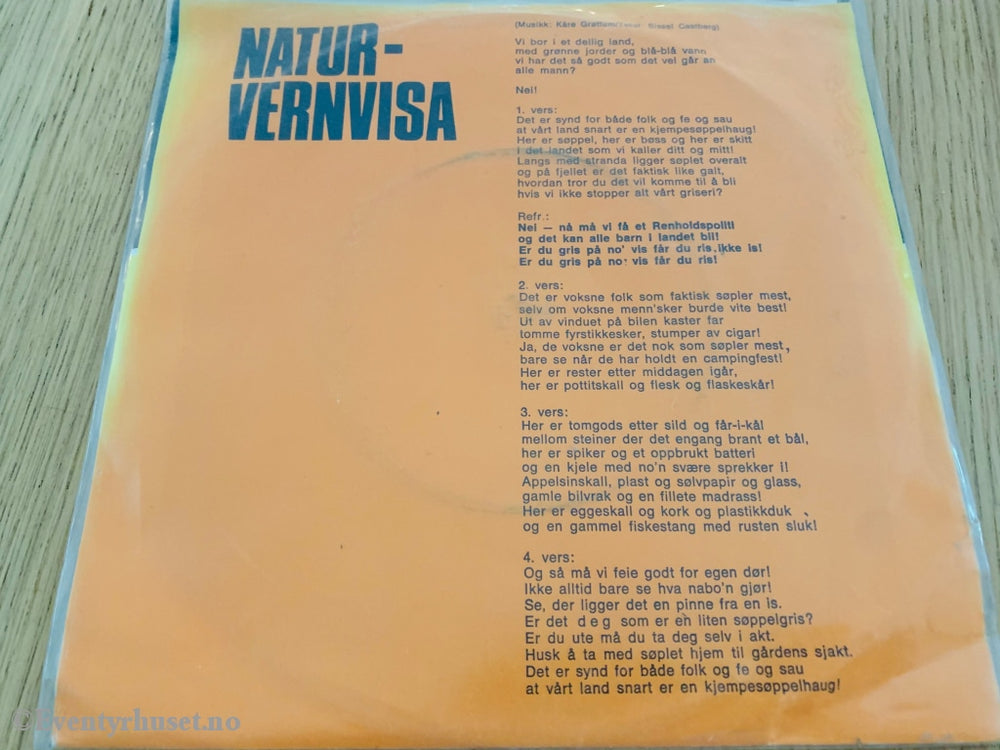 NATUR-
VERNVISA
(Musikk: Kåre Grøttum/Tekst: Sissel Castberg)
Vi bor i et deilig land,
med grønne jorder og blå-blå vann
vi har det så godt som det vel går an
alle mann?
Nei!
1. vers:
Det er synd for både folk og fe og sau
at vårt land snart er en kjempesøppelhaug!
Her er søppel, her er bøss og her er skitt
i det landet som vi kaller ditt og mitt!
Langs med stranda ligger søplet overalt
og på fjellet er det faktisk like galt,
hvordan tror du det vil komme til å bli
hvis vi ikke stopper alt vårt griseri?
Refr.:
Nei — nå må vi få et Renholdspoliti
og det kan alle barn i landet bli!
Er du gris på no' vis får du ris, ikke is!
Er du gris på no' vis får du ris!
2. vers:
Det er voksne folk som faktisk søpler mest,
selv om voksne menn'sker burde vite best!
Ut av vinduet på bilen kaster far
tomme fyrstikkesker, stumper av cigar!
Ja, de voksne er det nok som søpler mest,
bare se når de har holdt en campingfest!
Her er rester etter middagen igår,
her er pottitskall og flesk og flaskeskår!
3. vers:
Her er tomgods etter sild og får-i-kål
mellom steiner der det engang brant et bål,
her er spiker og et oppbrukt batteri
og en kjele med no'n svære sprekker i!
Appelsinskall, plast og sølvpapir og glass,
gamle bilvrak og en fillete madrass!
Her er eggeskall og kork og plastikkduk
og en gammel fiskestang med rusten sluk!
4. vers:
Og så må vi feie godt for egen dør!
Ikke alltid bare se hva nabo'n gjør!
Se, der ligger det en pinne fra en is.
Er det d e g som er en liten søppelgris?
Er du ute må du ta deg selv i akt.
Husk å ta med søplet hjem til gårdens sjakt.
Det er synd for både folk og fe og sau
at vårt land snart er en kjempesøppelhaug!
©Eventyrhuset.no